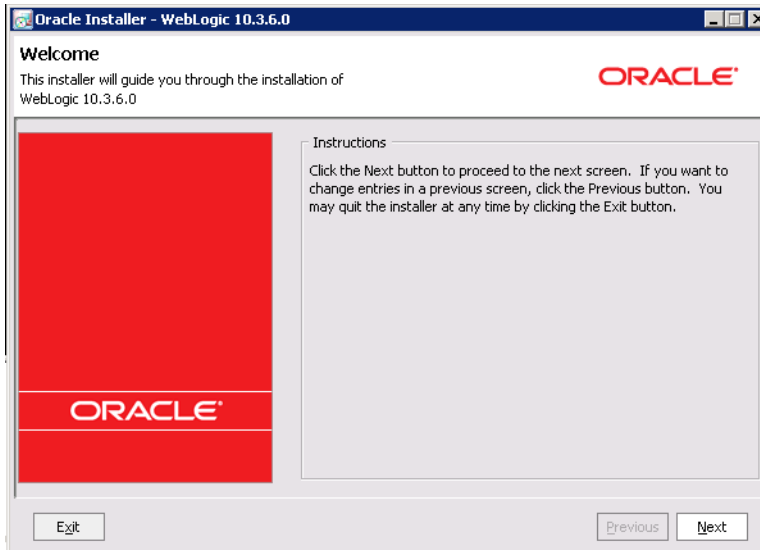 Oracle Installer - WebLogic 10.3.6.0
Welcome
This installer will guide you through the installation of
WebLogic 10.3.6.0
ORACLE
Instructions
Click the Next button to proceed to the next screen. If you want to
change entries in a previous screen, click the Previous button. You
may quit the installer at any time by clicking the Exit button.
ORACLE
Exit
Previous
Next